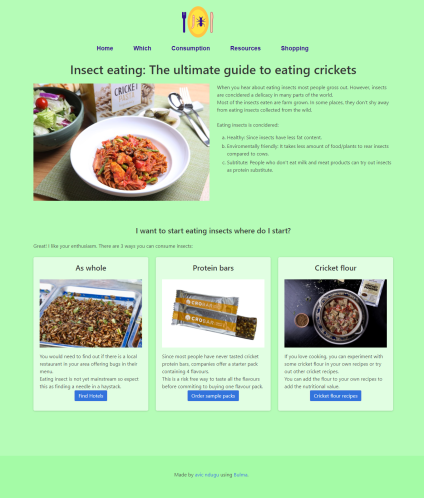 Home Which Consumption Resources Shopping
Insect eating: The ultimate guide to eating crickets
When you hear about eating insects most people gross out. However, insects
are concidered a delicacy in many parts of the world.
Most of the insects eaten are farm grown. In some places, they don't shy away
from eating insects collected from the wild.
Eating insects is concidered:
a. Healthy: Since insects have less fat content.
b. Enviromentally friendly: It takes less amount of food/plants to rear insects
compared to cows.
c. Substitute: People who don't eat milk and meat products can try out insects
as protein substitute.
CRICKET
PASTA
I want to start eating insects where do I start?
Great! I like your enthusiasm. There are 3 ways you can consume insects:
As whole
You would need to find out if there is a local
restaurant in your area offering bugs in their
menu.
Eating insect is not yet mainstream so expect
this as finding a needle in a haystack.
Find Hotels
Protein bars
CROBAR
CROBAR
Since most people have never tasted cricket
protein bars, companies offer a starter pack
containing 4 flavours.
This is a risk free way to taste all the flavours
before commiting to buying one flavour pack.
Order sample packs
Cricket flour
If you love cooking, you can experiment with
some cricket flour in your own recipes or try
out other cricket recipes.
You can add the flour to your own recipes to
add the nutritional value.
Cricket flour recipes
Made by avic ndugu using Bulma.